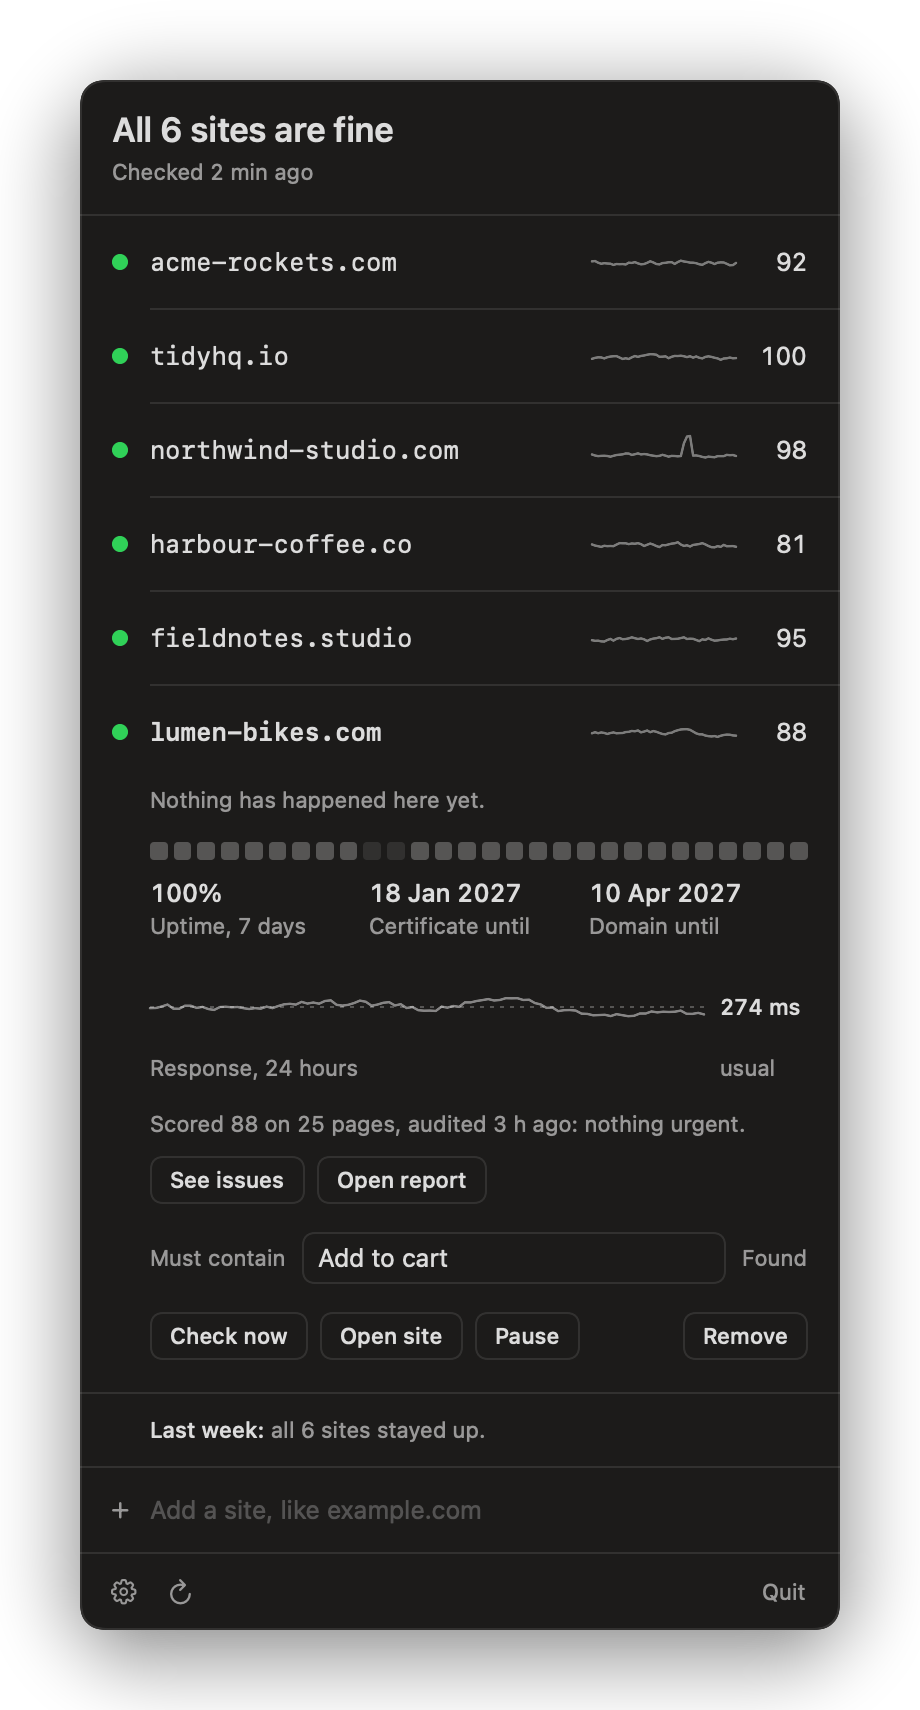 All 6 sites are fine
Checked 2 min ago
acme-rockets.com 92
tidyhq.io 100
northwind-studio.com 98
harbour-coffee.co 81
fieldnotes.studio 95
lumen-bikes.com 88
Nothing has happened here yet.
100% 18 Jan 2027 10 Apr 2027
Uptime, 7 days Certificate until Domain until
274 ms
Response, 24 hours usual
Scored 88 on 25 pages, audited 3 h ago: nothing urgent.
See issues Open report
Must contain Add to cart Found
Check now Open site Pause Remove
Last week: all 6 sites stayed up.
+ Add a site, like example.com
Quit